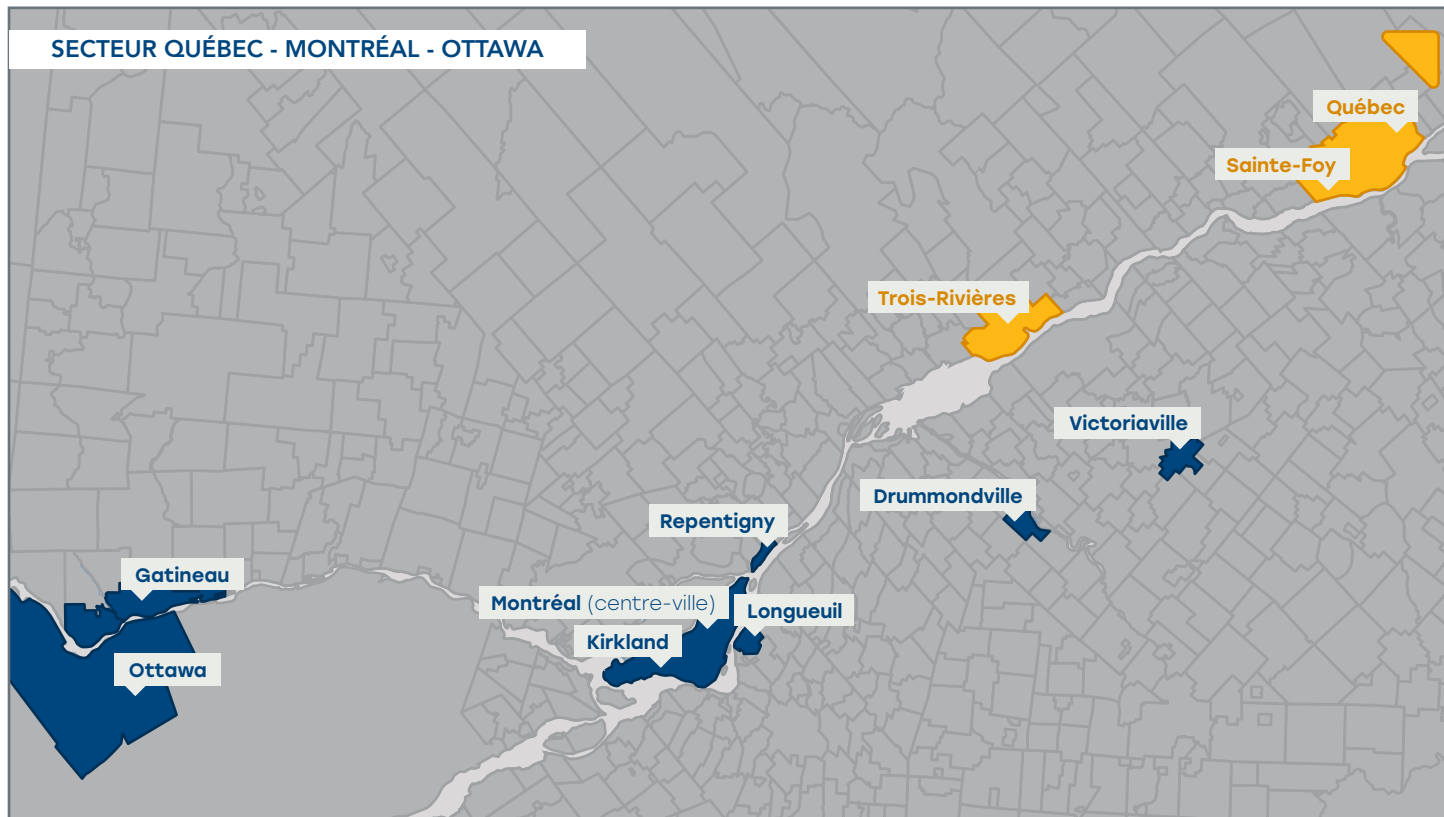 SECTEUR QUÉBEC - MONTRÉAL - OTTAWA
Québec
Sainte-Foy
Trois-Rivières
Victoriaville
Drummondville
Repentigny
Gatineau
Montréal (centre-ville)
Longueuil
Kirkland
Ottawa